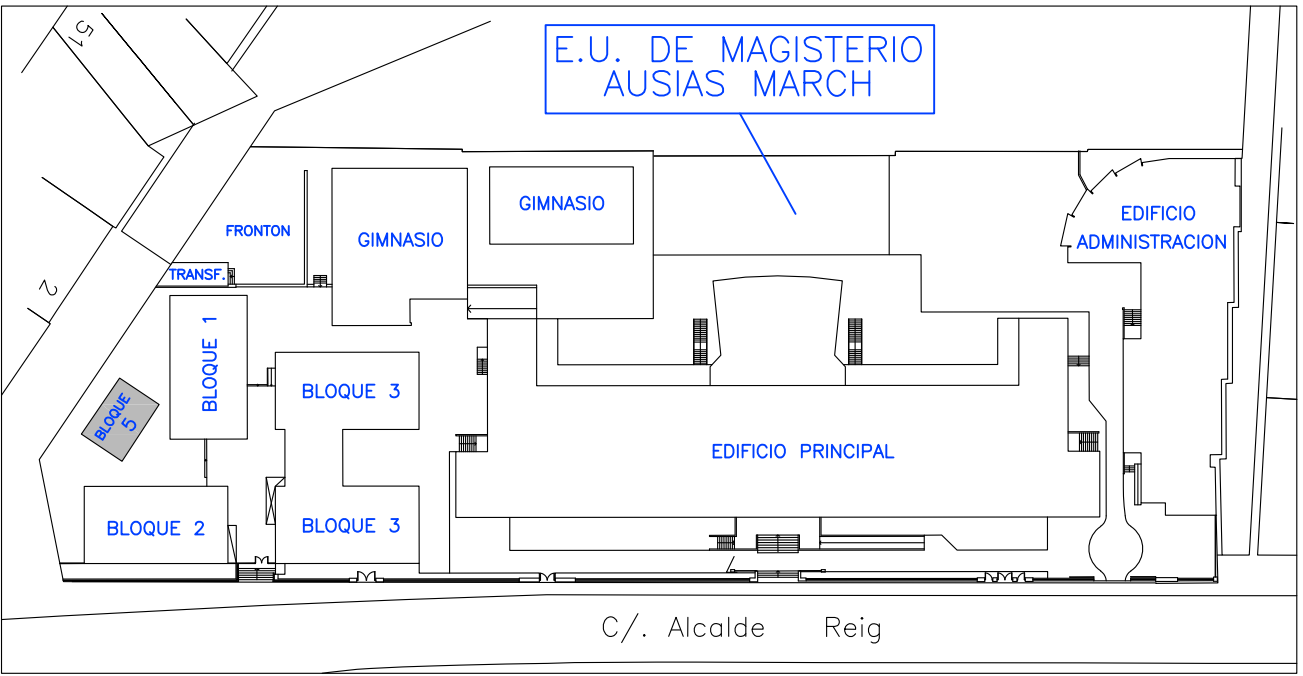 51
E.U. DE MAGISTERIO
AUSIAS MARCH
GIMNASIO
FRONTON
GIMNASIO
EDIFICIO
ADMINISTRACION
TRANSF.
2
BLOQUE 1
BLOQUE 3
BLOQUE
5
EDIFICIO PRINCIPAL
BLOQUE 2
BLOQUE 3
C/. Alcalde Reig